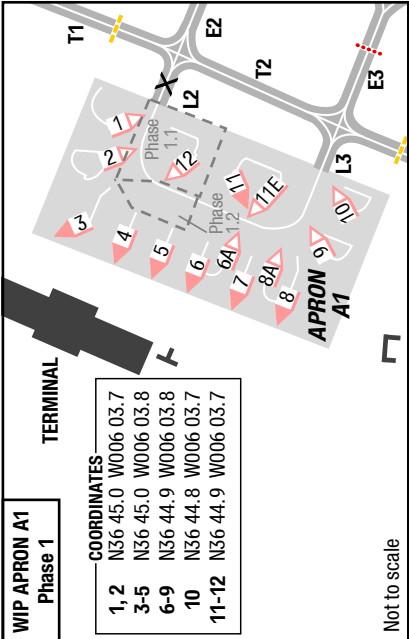 WIP APRON A1
Phase 1
TERMINAL
COORDINATES
1, 2 N36 45.0 W006 03.7
3-5 N36 45.0 W006 03.8
6-9 N36 44.9 W006 03.8
10 N36 44.8 W006 03.7
11-12 N36 44.9 W006 03.7
Not to scale
T1
E2
T2
E3
L2
L3
X
Phase
1.1
Phase
1.2
1
2
3
4
5
6
6A
7
8A
8
9
10
11
11E
12
APRON
A1